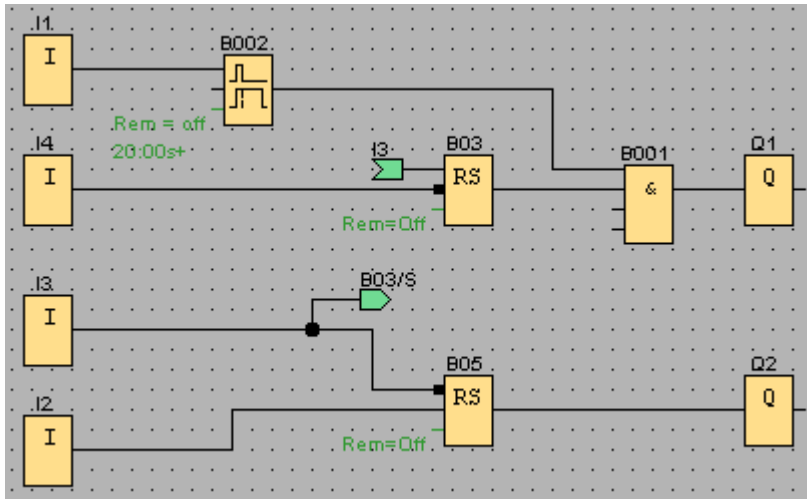 I1
I
B002
Rem = off
20:00s+
I4
I
I3
B03
RS
Rem=Off
B001
&
Q1
Q
I3
I
B03/S
B05
RS
Rem=Off
Q2
Q
I2
I